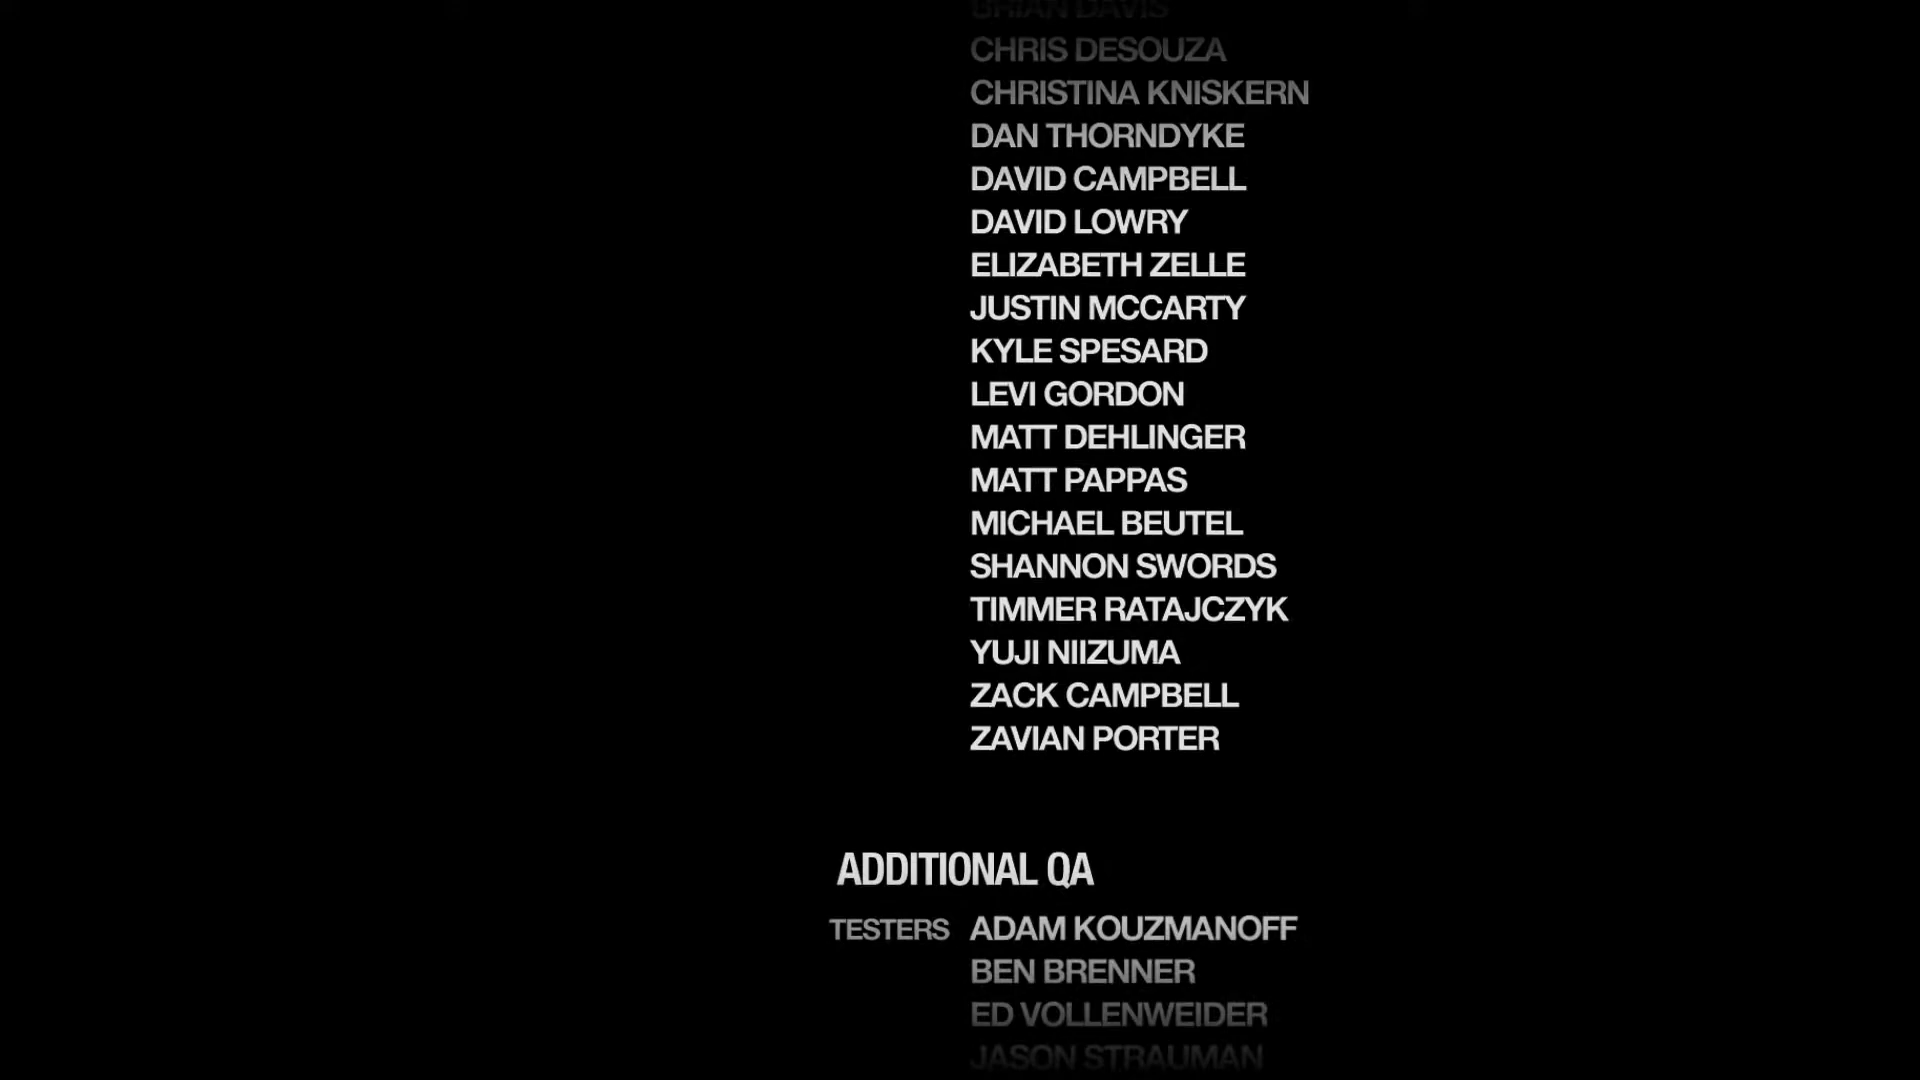 BRIAN DAVIS
CHRIS DESOUZA
CHRISTINA KNISKERN
DAN THORNDYKE
DAVID CAMPBELL
DAVID LOWRY
ELIZABETH ZELLE
JUSTIN MCCARTY
KYLE SPESARD
LEVI GORDON
MATT DEHLINGER
MATT PAPPAS
MICHAEL BEUTEL
SHANNON SWORDS
TIMMER RATAJCZYK
YUJI NIIZUMA
ZACK CAMPBELL
ZAVIAN PORTER
ADDITIONAL QA
TESTERS ADAM KOUZMANOFF
BEN BRENNER
ED VOLLENWEIDER
JASON STRAUMAN